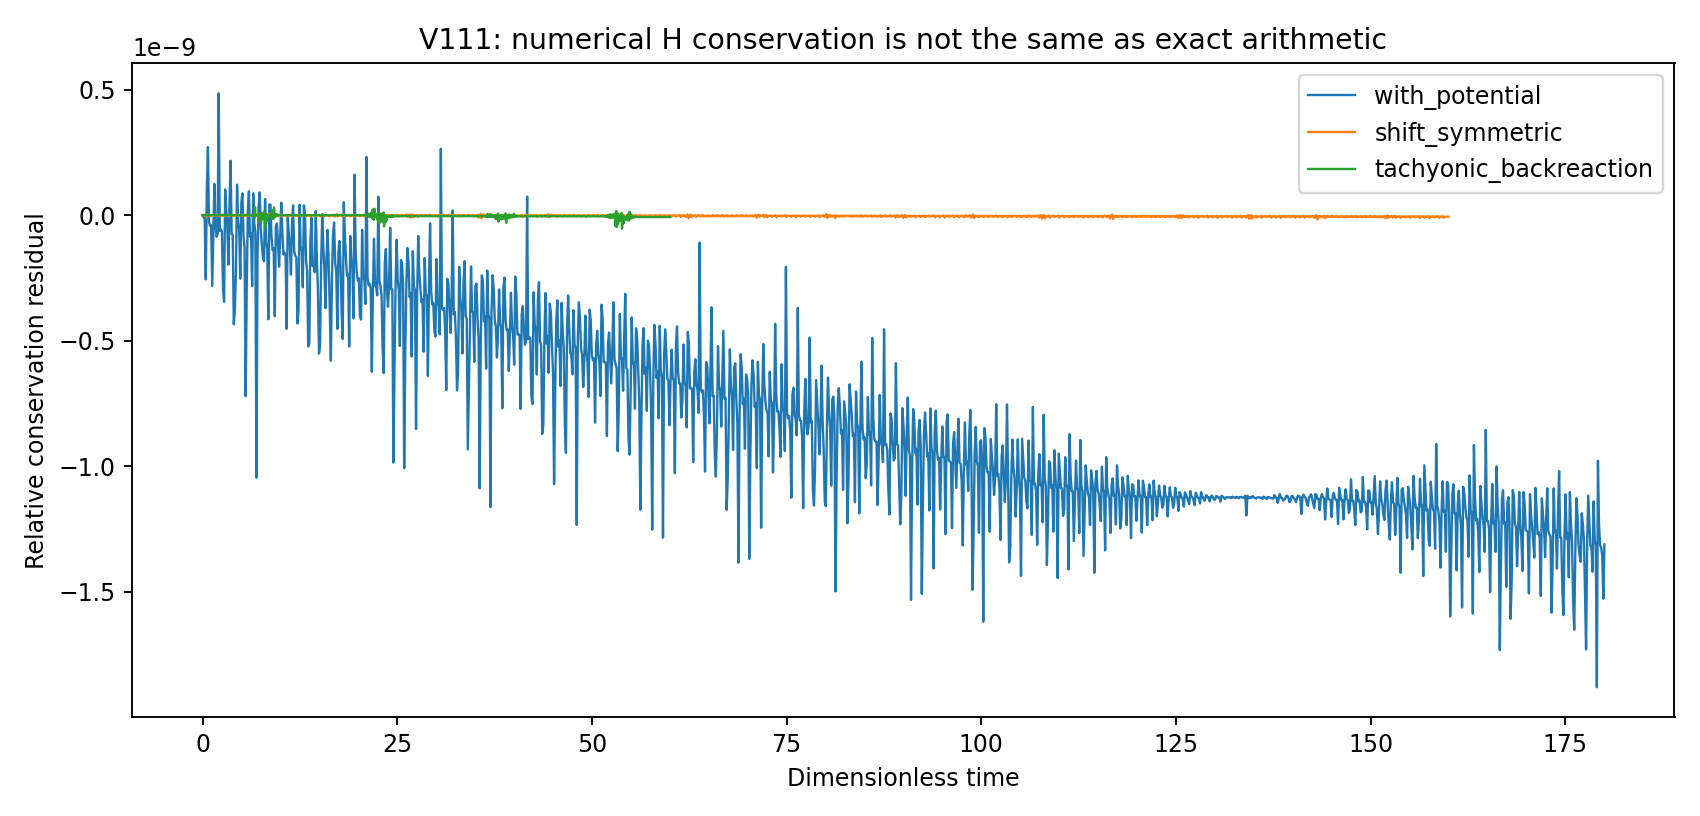 V111: numerical H conservation is not the same as exact arithmetic
1e−9
0.5
0.0
−0.5
−1.0
−1.5
Relative conservation residual
with_potential
shift_symmetric
tachyonic_backreaction
0 25 50 75 100 125 150 175
Dimensionless time